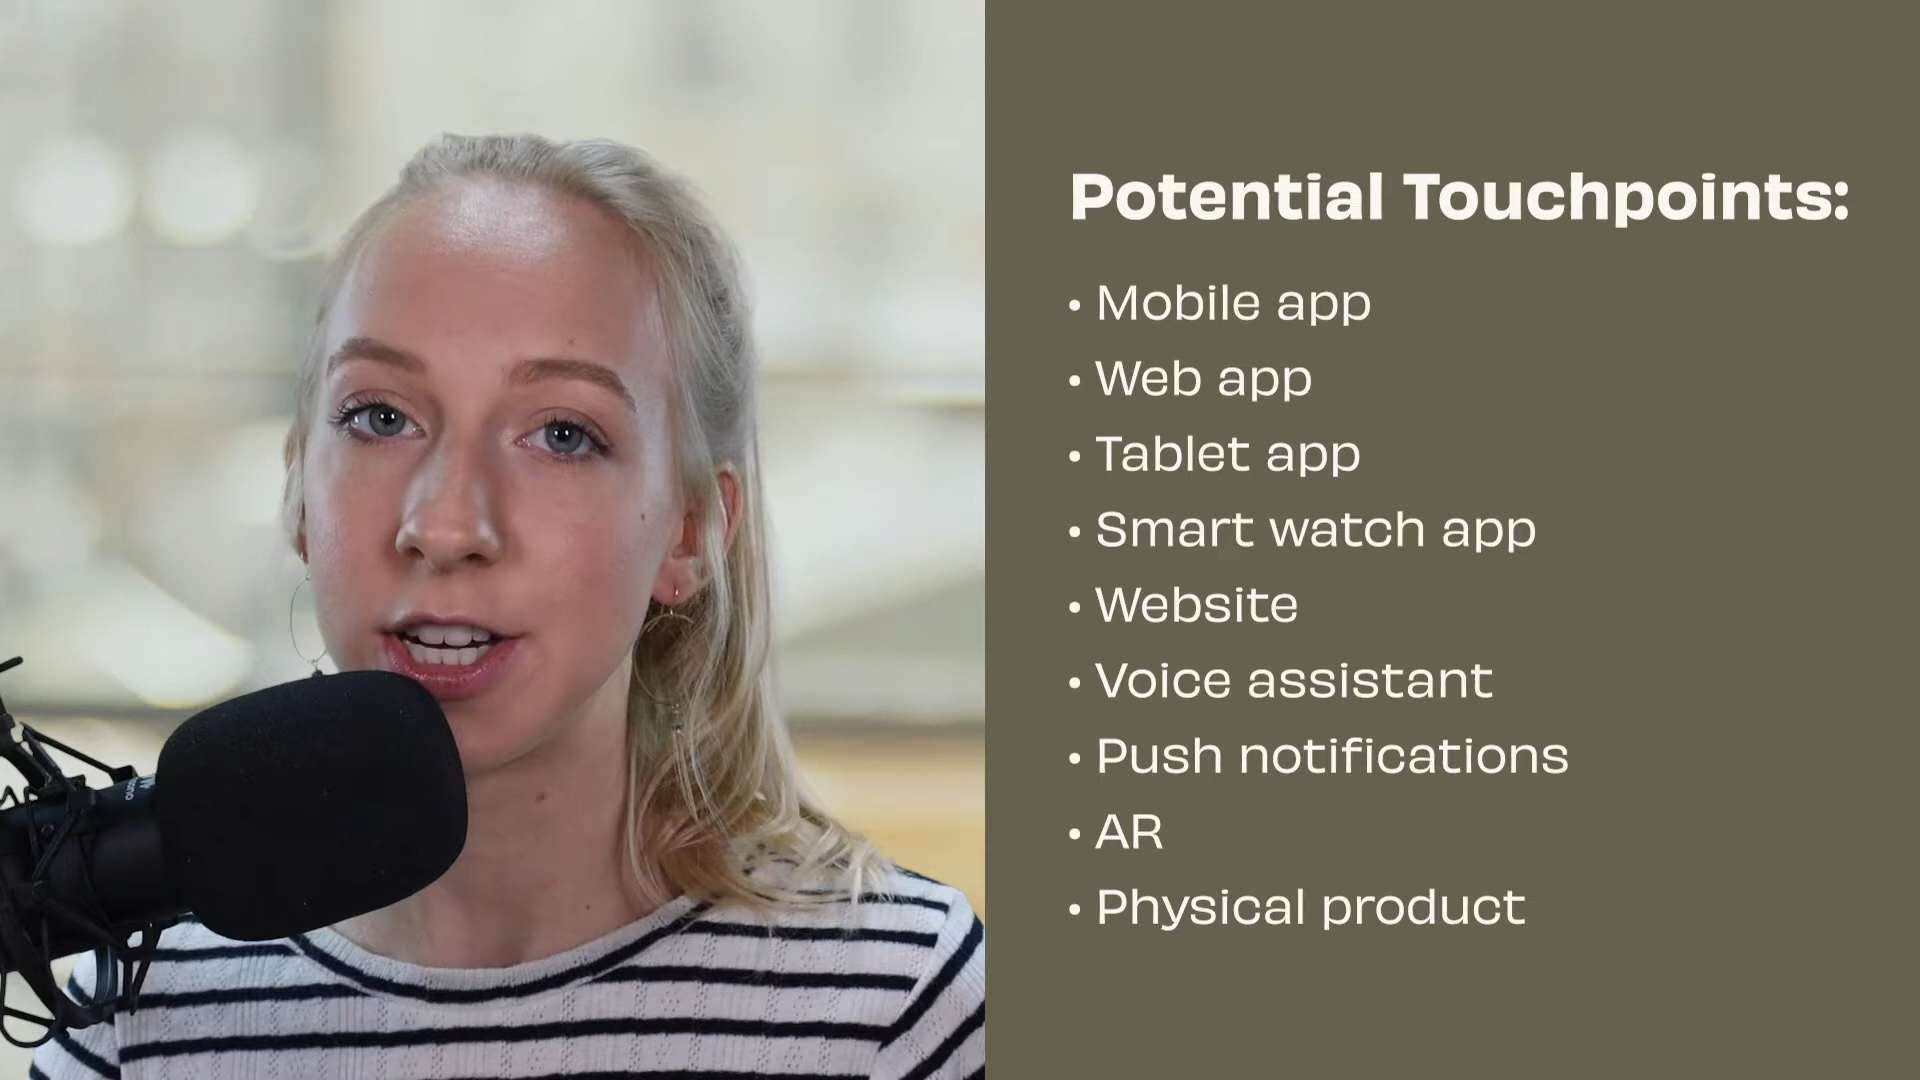 Potential Touchpoints:
• Mobile app
• Web app
• Tablet app
• Smart watch app
• Website
• Voice assistant
• Push notifications
• AR
• Physical product